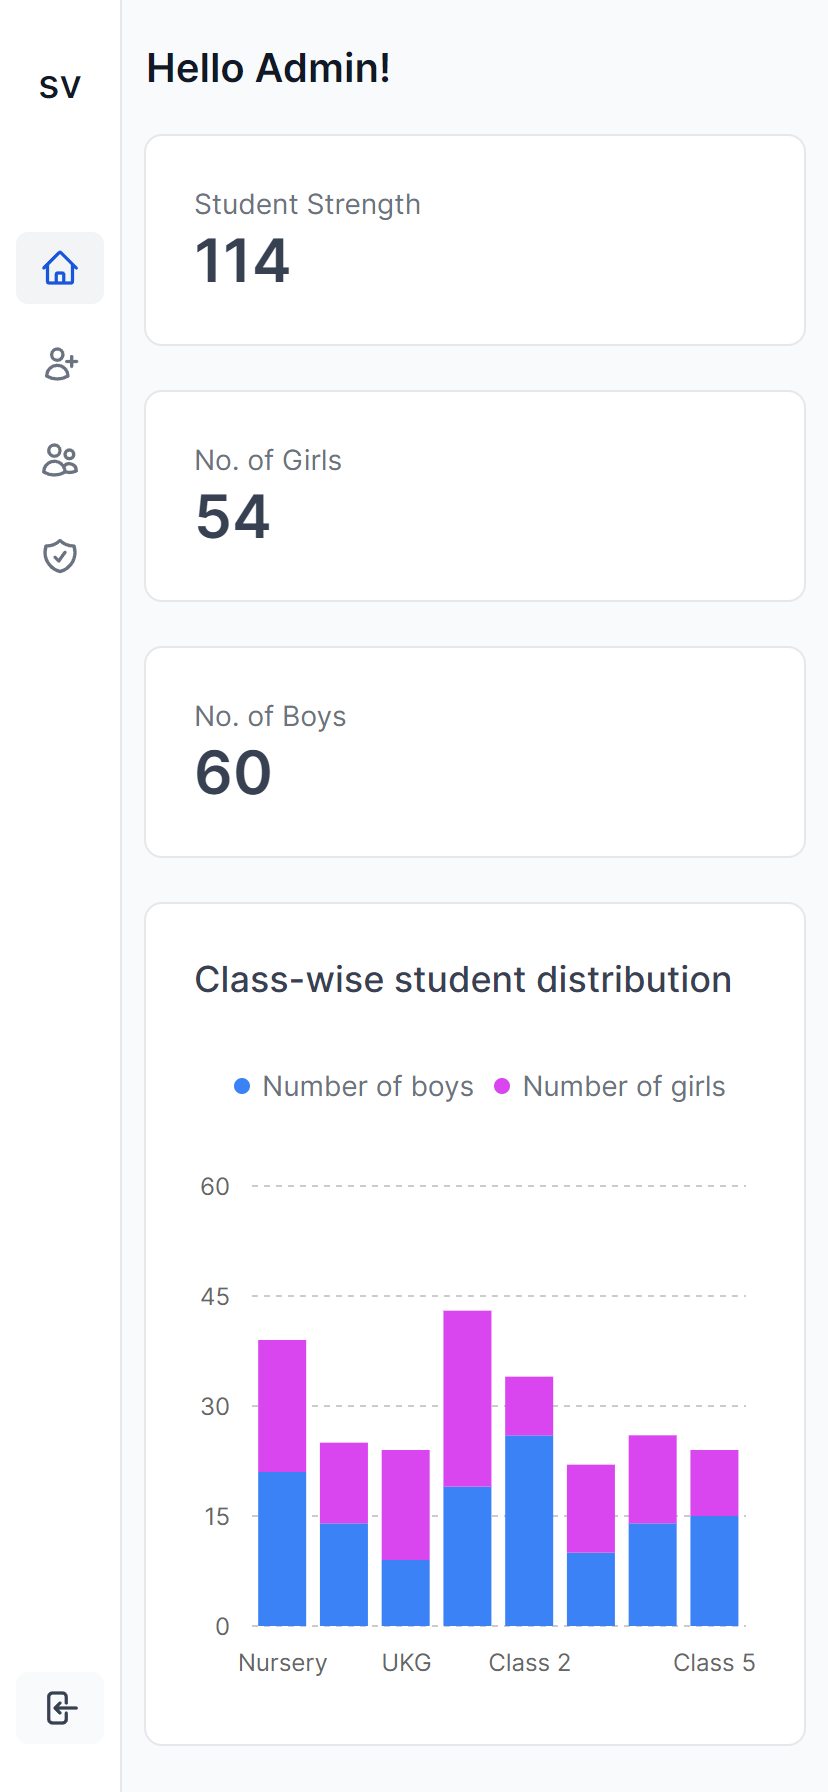 sv
Hello Admin!
Student Strength
114
No. of Girls
54
No. of Boys
60
Class-wise student distribution
Number of boys Number of girls
60
45
30
15
0
Nursery UKG Class 2 Class 5